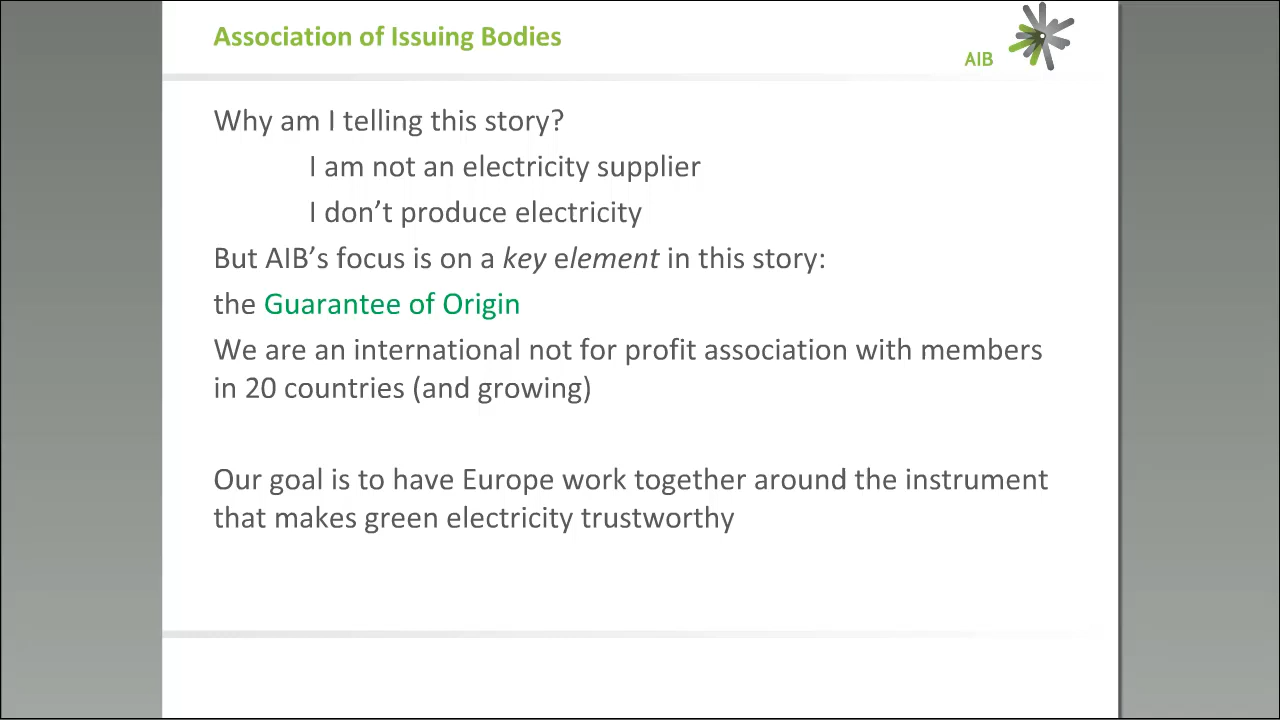 Association of Issuing Bodies
AIB
Why am I telling this story?
I am not an electricity supplier
I don’t produce electricity
But AIB’s focus is on a key element in this story:
the Guarantee of Origin
We are an international not for profit association with members
in 20 countries (and growing)
Our goal is to have Europe work together around the instrument
that makes green electricity trustworthy